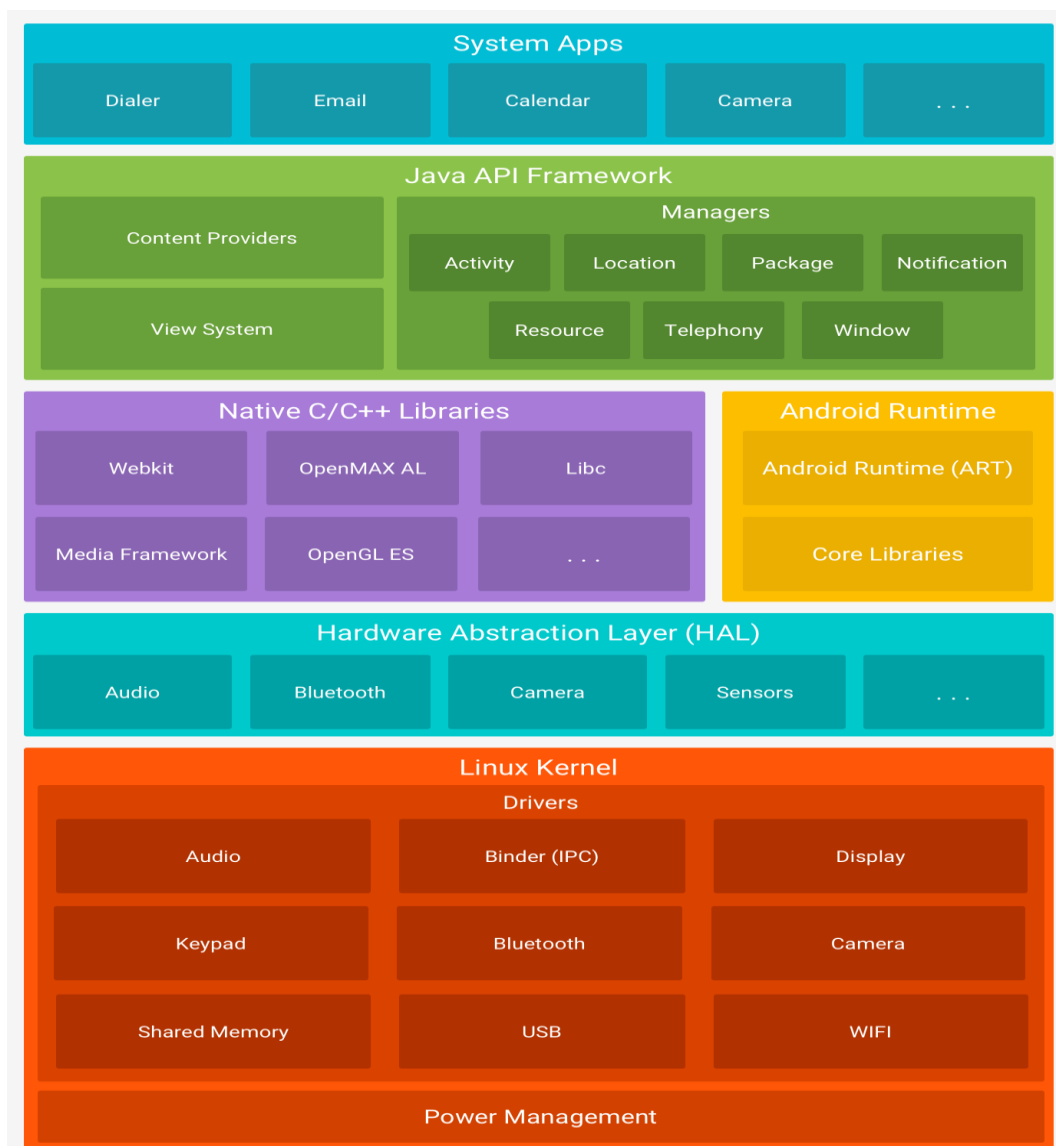 System Apps
Dialer
Email
Calendar
Camera
. . .
Java API Framework
Content Providers
View System
Managers
Activity
Location
Package
Notification
Resource
Telephony
Window
Native C/C++ Libraries
Webkit
OpenMAX AL
Libc
Media Framework
OpenGL ES
. . .
Android Runtime
Android Runtime (ART)
Core Libraries
Hardware Abstraction Layer (HAL)
Audio
Bluetooth
Camera
Sensors
. . .
Linux Kernel
Drivers
Audio
Binder (IPC)
Display
Keypad
Bluetooth
Camera
Shared Memory
USB
WIFI
Power Management